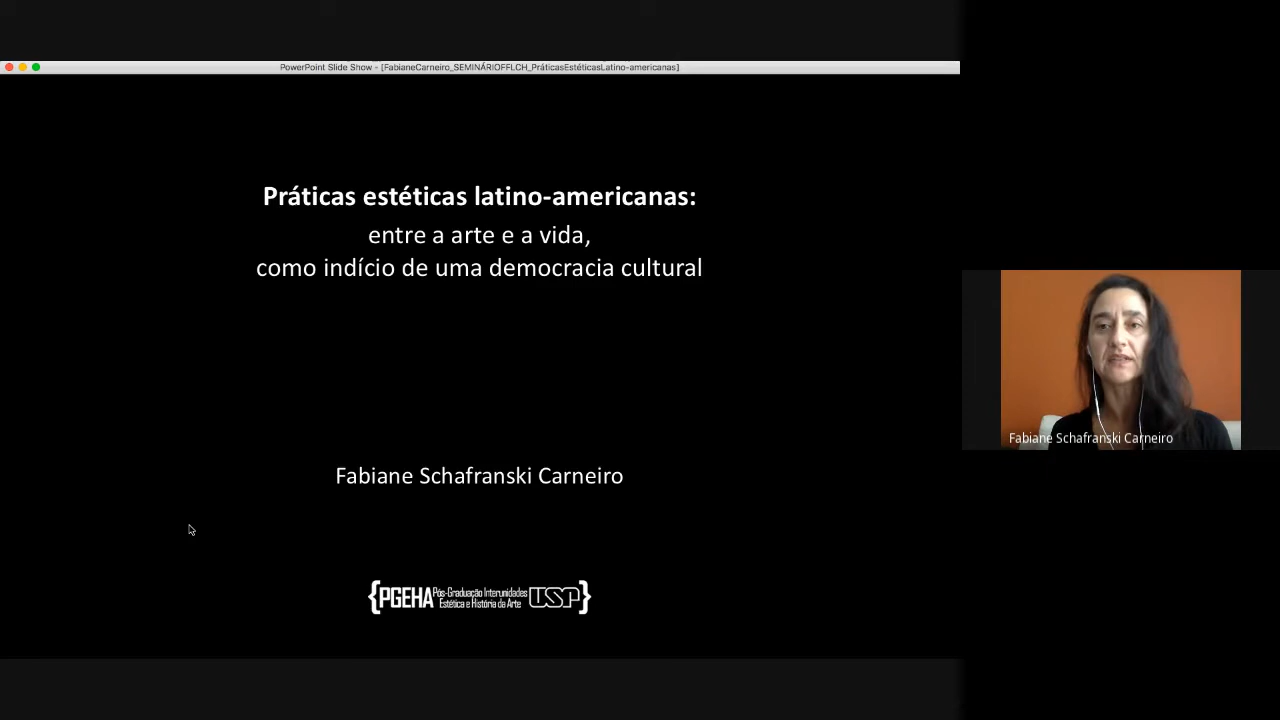 PowerPoint Slide Show - [FabianeCarneiro_SEMINÁRIOFFLCH_PráticasEstéticasLatino-americanas]
Práticas estéticas latino-americanas:
entre a arte e a vida,
como indício de uma democracia cultural
Fabiane Schafranski Carneiro
Fabiane Schafranski Carneiro
{PGEHA Pós-Graduação Interunidades
Estética e História da Arte USP}